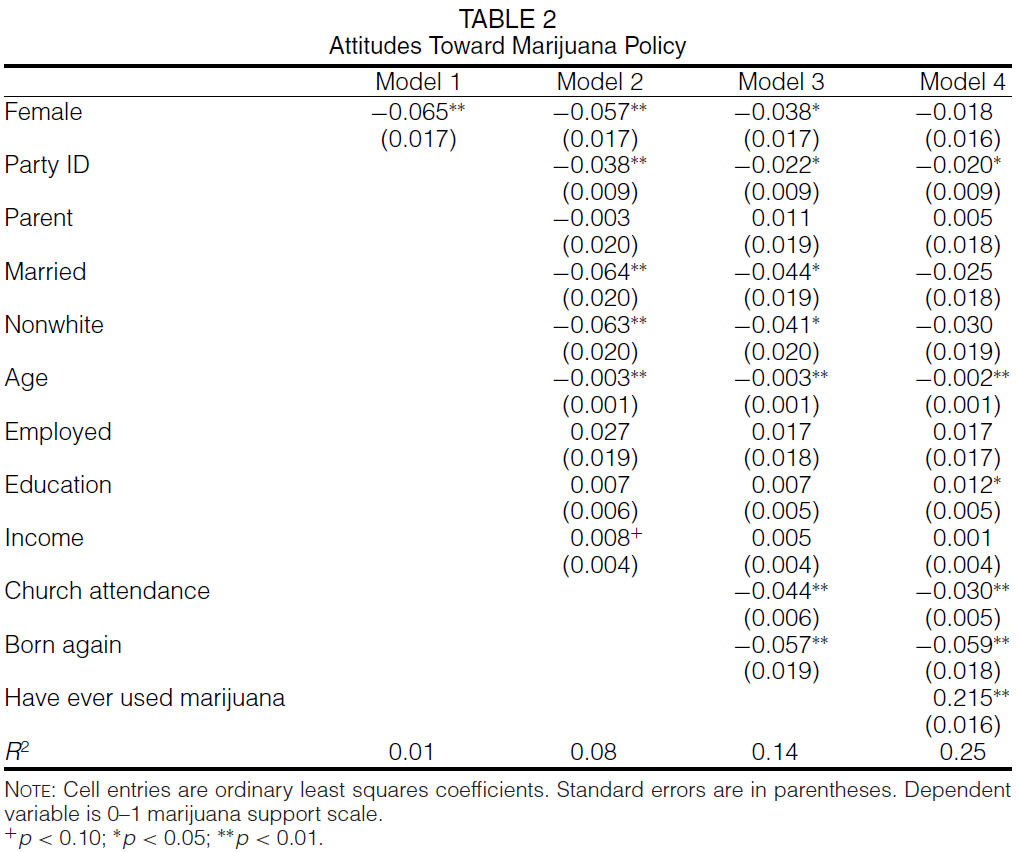 TABLE 2
Attitudes Toward Marijuana Policy
Model 1 Model 2 Model 3 Model 4
Female −0.065** −0.057** −0.038* −0.018
(0.017) (0.017) (0.017) (0.016)
Party ID −0.038** −0.022* −0.020*
(0.009) (0.009) (0.009)
Parent −0.003 0.011 0.005
(0.020) (0.019) (0.018)
Married −0.064** −0.044* −0.025
(0.020) (0.019) (0.018)
Nonwhite −0.063** −0.041* −0.030
(0.020) (0.020) (0.019)
Age −0.003** −0.003** −0.002**
(0.001) (0.001) (0.001)
Employed 0.027 0.017 0.017
(0.019) (0.018) (0.017)
Education 0.007 0.007 0.012*
(0.006) (0.005) (0.005)
Income 0.008+ 0.005 0.001
(0.004) (0.004) (0.004)
Church attendance −0.044** −0.030**
(0.006) (0.005)
Born again −0.057** −0.059**
(0.019) (0.018)
Have ever used marijuana 0.215**
(0.016)
R² 0.01 0.08 0.14 0.25
NOTE: Cell entries are ordinary least squares coefficients. Standard errors are in parentheses. Dependent
variable is 0–1 marijuana support scale.
+p < 0.10; *p < 0.05; **p < 0.01.